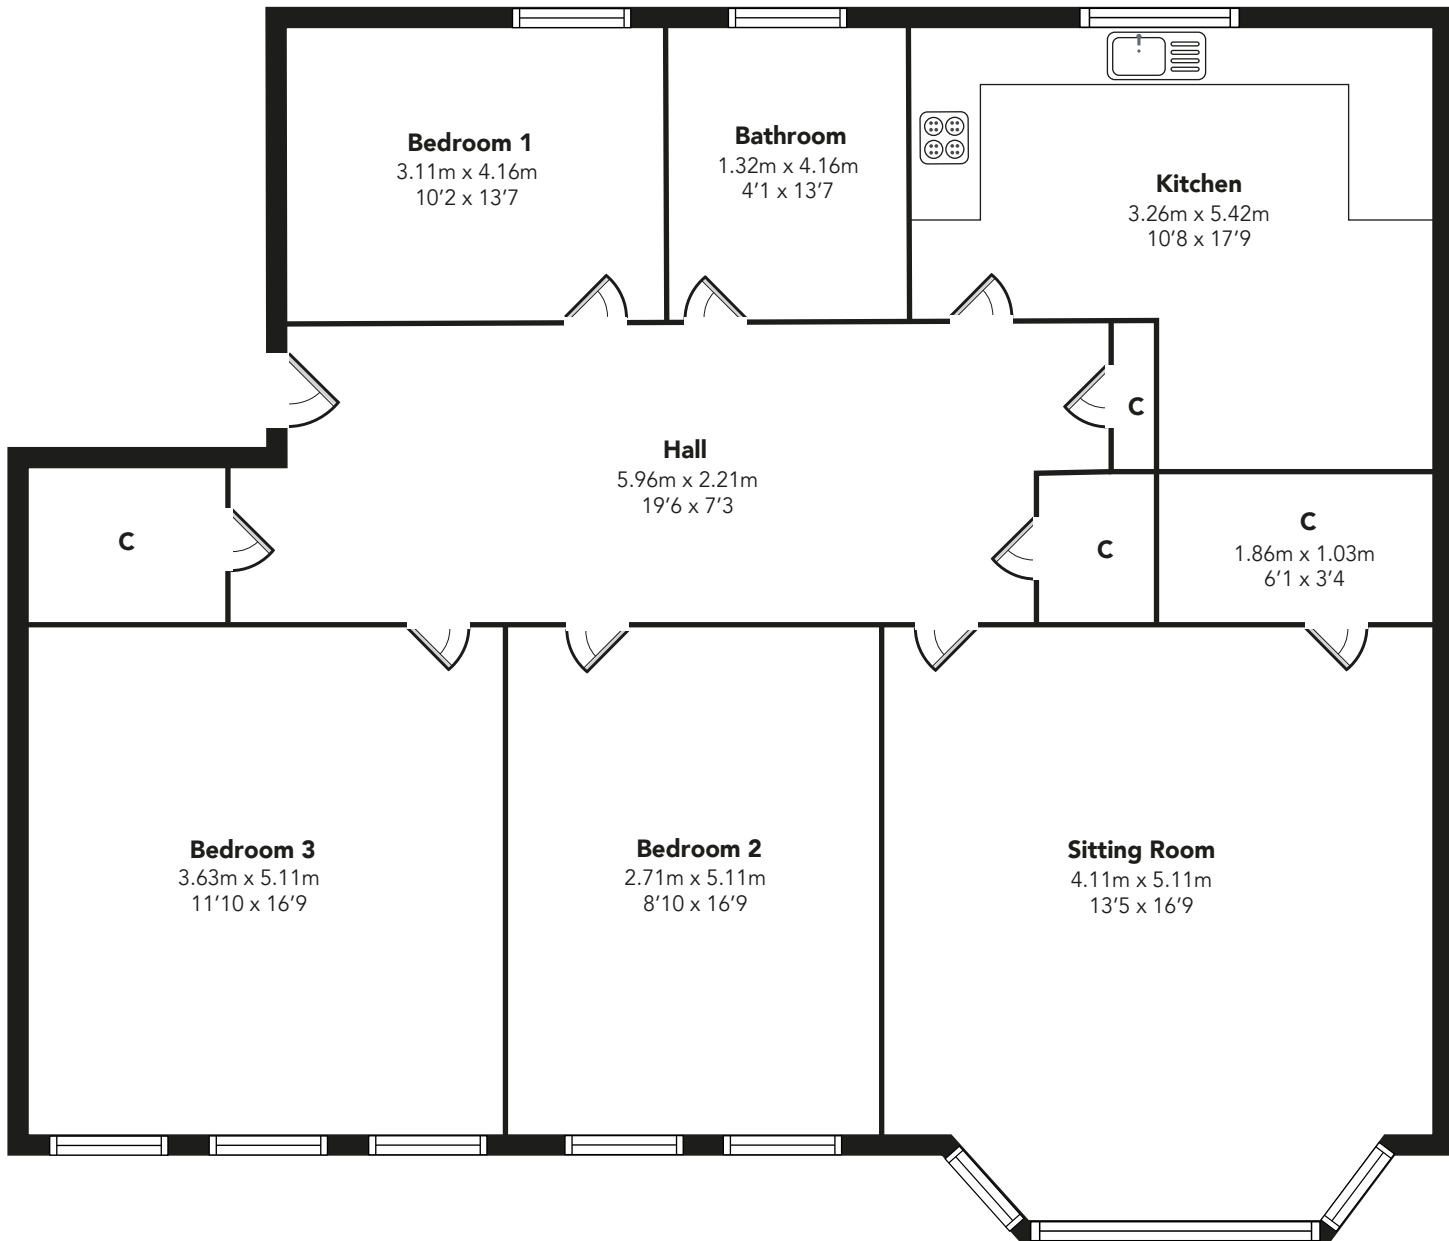 Bedroom 1
3.11m x 4.16m
10'2 x 13'7
Bathroom
1.32m x 4.16m
4'1 x 13'7
Kitchen
3.26m x 5.42m
10'8 x 17'9
C
Hall
5.96m x 2.21m
19'6 x 7'3
C
C
C
1.86m x 1.03m
6'1 x 3'4
Bedroom 3
3.63m x 5.11m
11'10 x 16'9
Bedroom 2
2.71m x 5.11m
8'10 x 16'9
Sitting Room
4.11m x 5.11m
13'5 x 16'9